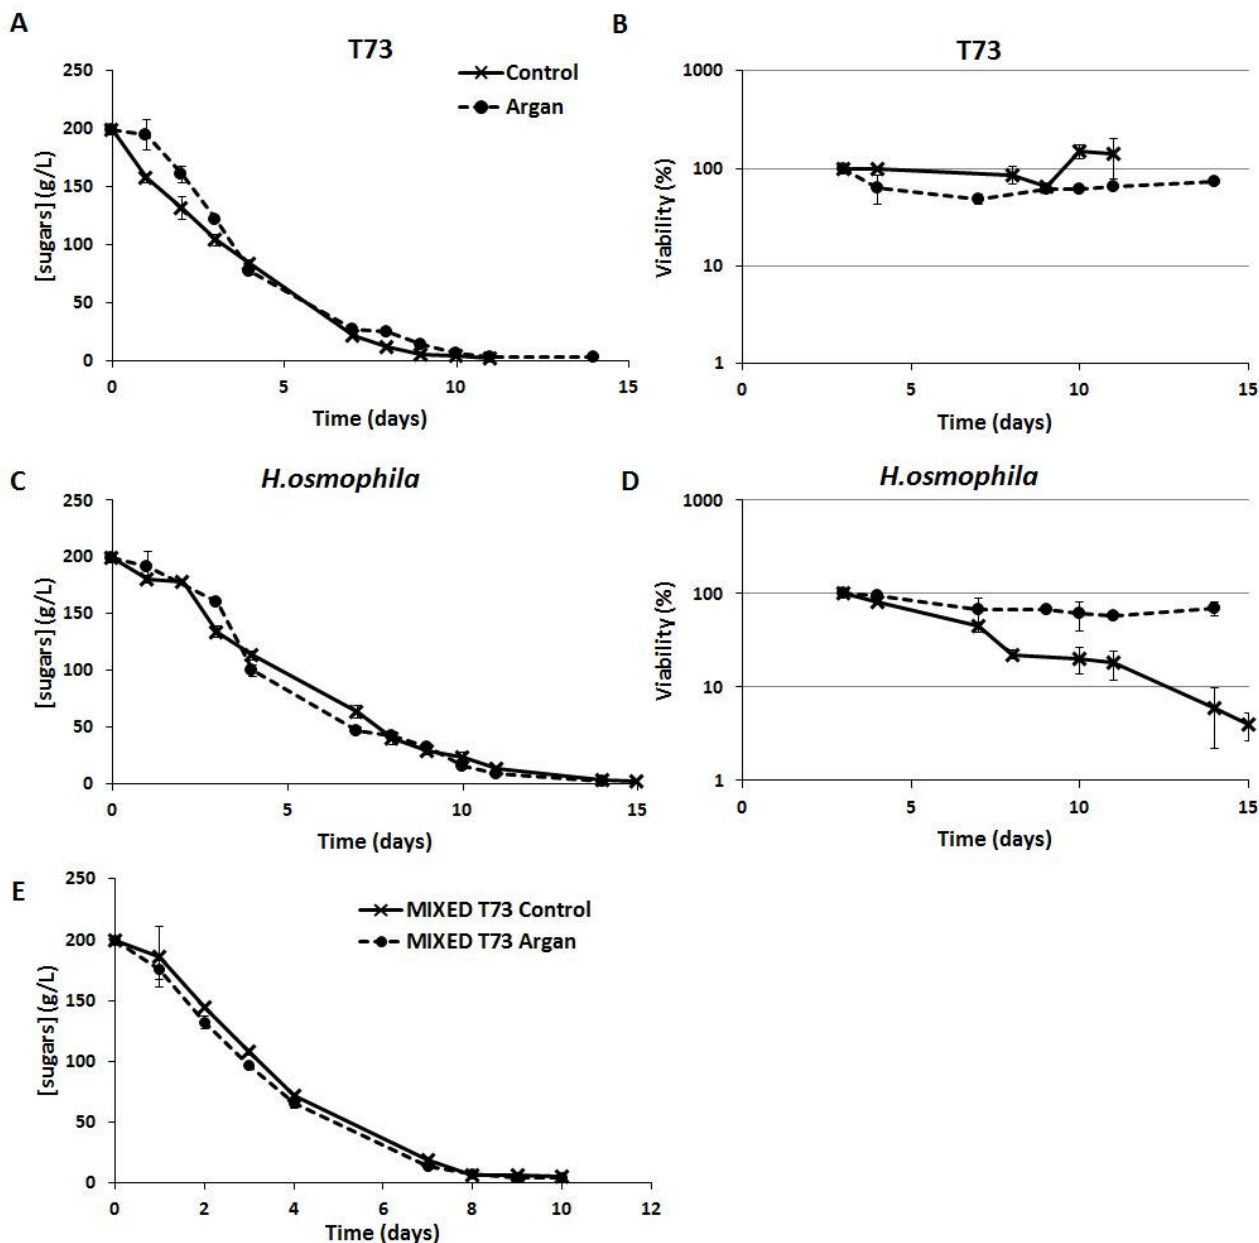 A
T73
250
200
150
100
50
0
[sugars] (g/L)
Control
Argan
0
5
10
15
Time (days)
B
T73
1000
100
10
1
Viability (%)
0
5
10
15
Time (days)
C
H.osmophila
250
200
150
100
50
0
[sugars] (g/L)
0
5
10
15
Time (days)
D
H.osmophila
1000
100
10
1
Viability (%)
0
5
10
15
Time (days)
E
250
200
150
100
50
0
[sugars] (g/L)
MIXED T73 Control
MIXED T73 Argan
0
2
4
6
8
10
12
Time (days)